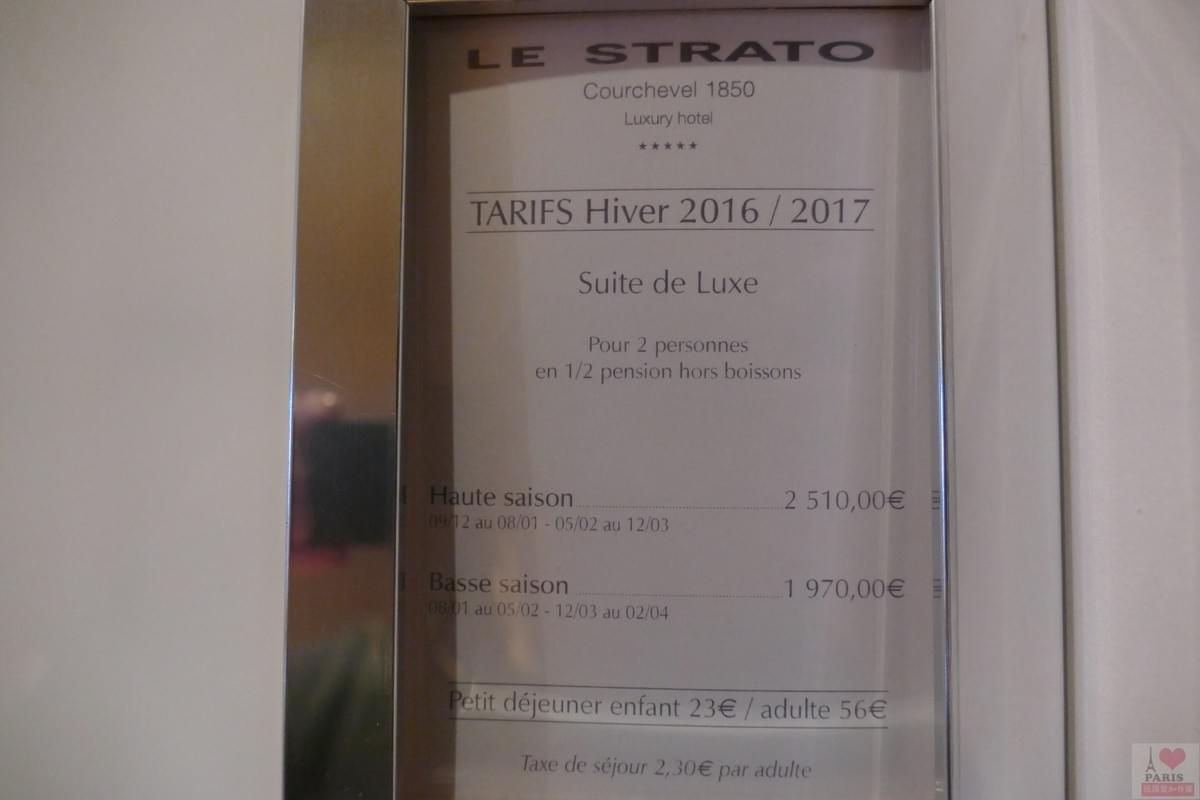 LE STRATO
Courchevel 1850
Luxury hotel
★★★★★
TARIFS Hiver 2016 / 2017
Suite de Luxe
Pour 2 personnes
en 1/2 pension hors boissons
Haute saison 2 510,00€
09/12 au 08/01 - 05/02 au 12/03
Basse saison 1 970,00€
08/01 au 05/02 - 12/03 au 02/04
Petit déjeuner enfant 23€ / adulte 56€
Taxe de séjour 2,30€ par adulte
PARIS